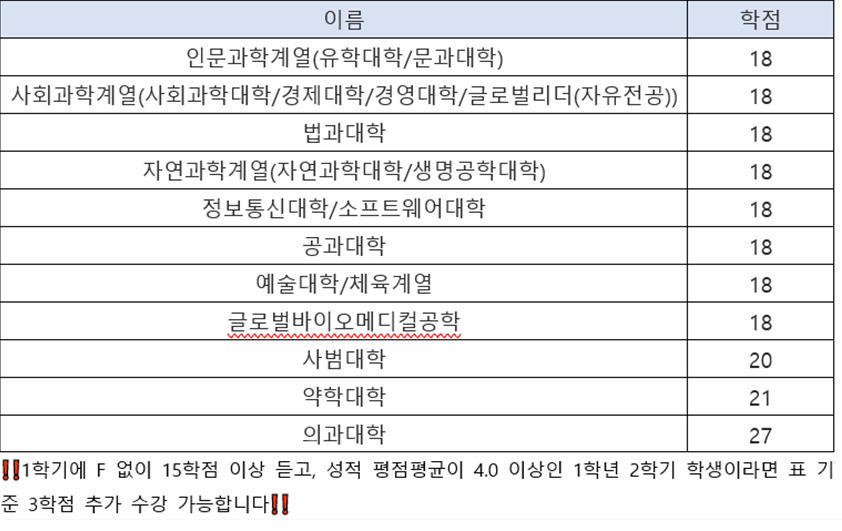 이름 학점
인문과학계열(유학대학/문과대학) 18
사회과학계열(사회과학대학/경제대학/경영대학/글로벌리더(자유전공)) 18
법과대학 18
자연과학계열(자연과학대학/생명공학대학) 18
정보통신대학/소프트웨어대학 18
공과대학 18
예술대학/체육계열 18
글로벌바이오메디컬공학 18
사범대학 20
약학대학 21
의과대학 27
‼️1학기에 F 없이 15학점 이상 듣고, 성적 평점평균이 4.0 이상인 1학년 2학기 학생이라면 표 기
준 3학점 추가 수강 가능합니다‼️